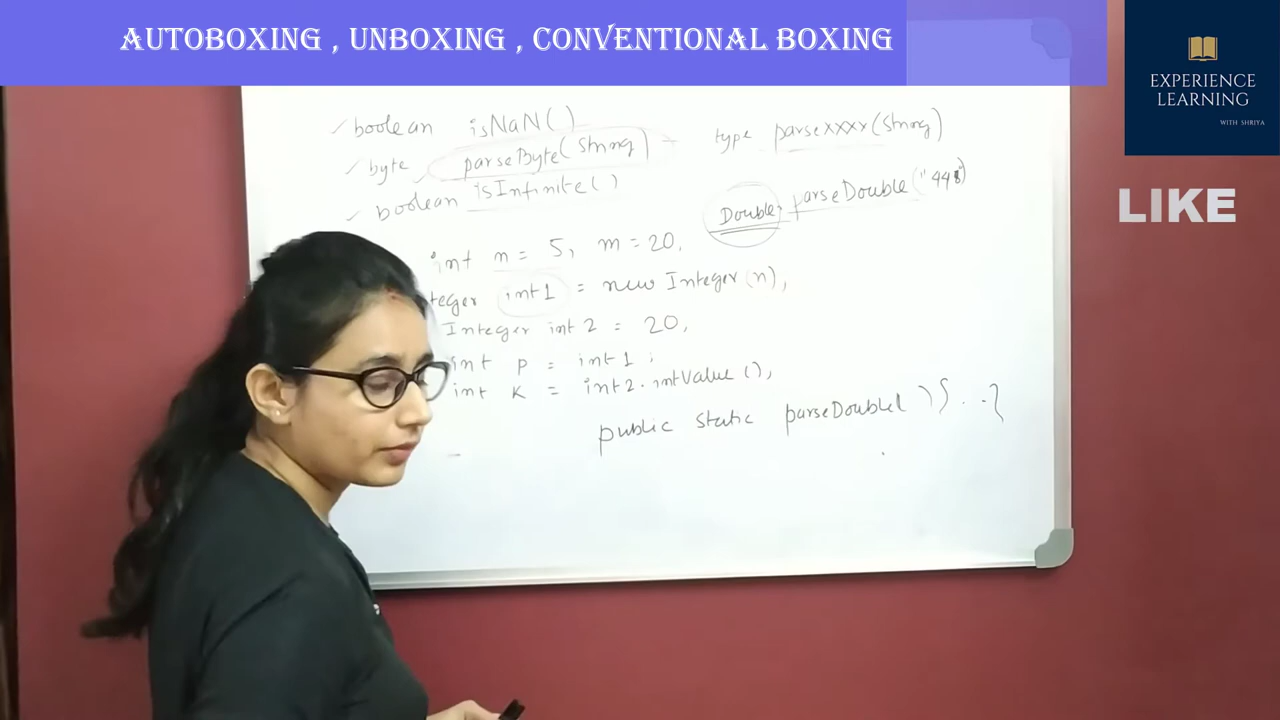 AUTOBOXING , UNBOXING , CONVENTIONAL BOXING
EXPERIENCE
LEARNING
WITH SHRIYA
LIKE
boolean isNaN()
byte parseByte(String)
boolean isInfinite()
type parsexxxx(String)
Double. parseDouble("448")
int n = 5, m = 20,
teger int1 = new Integer(n),
Integer int2 = 20,
int p = int1;
int K = int2.intValue(),
public static parseDouble( ) { . . }